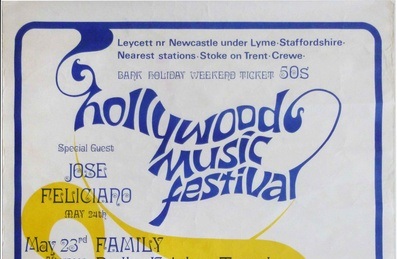 Leycett nr Newcastle under Lyme·Staffordshire·
Nearest stations·Stoke on Trent·Crewe·
BANK HOLIDAY WEEKEND TICKET 50s
hollywood
music
festival
Special Guest
JOSE
FELICIANO
MAY 24th
May 23rd FAMILY